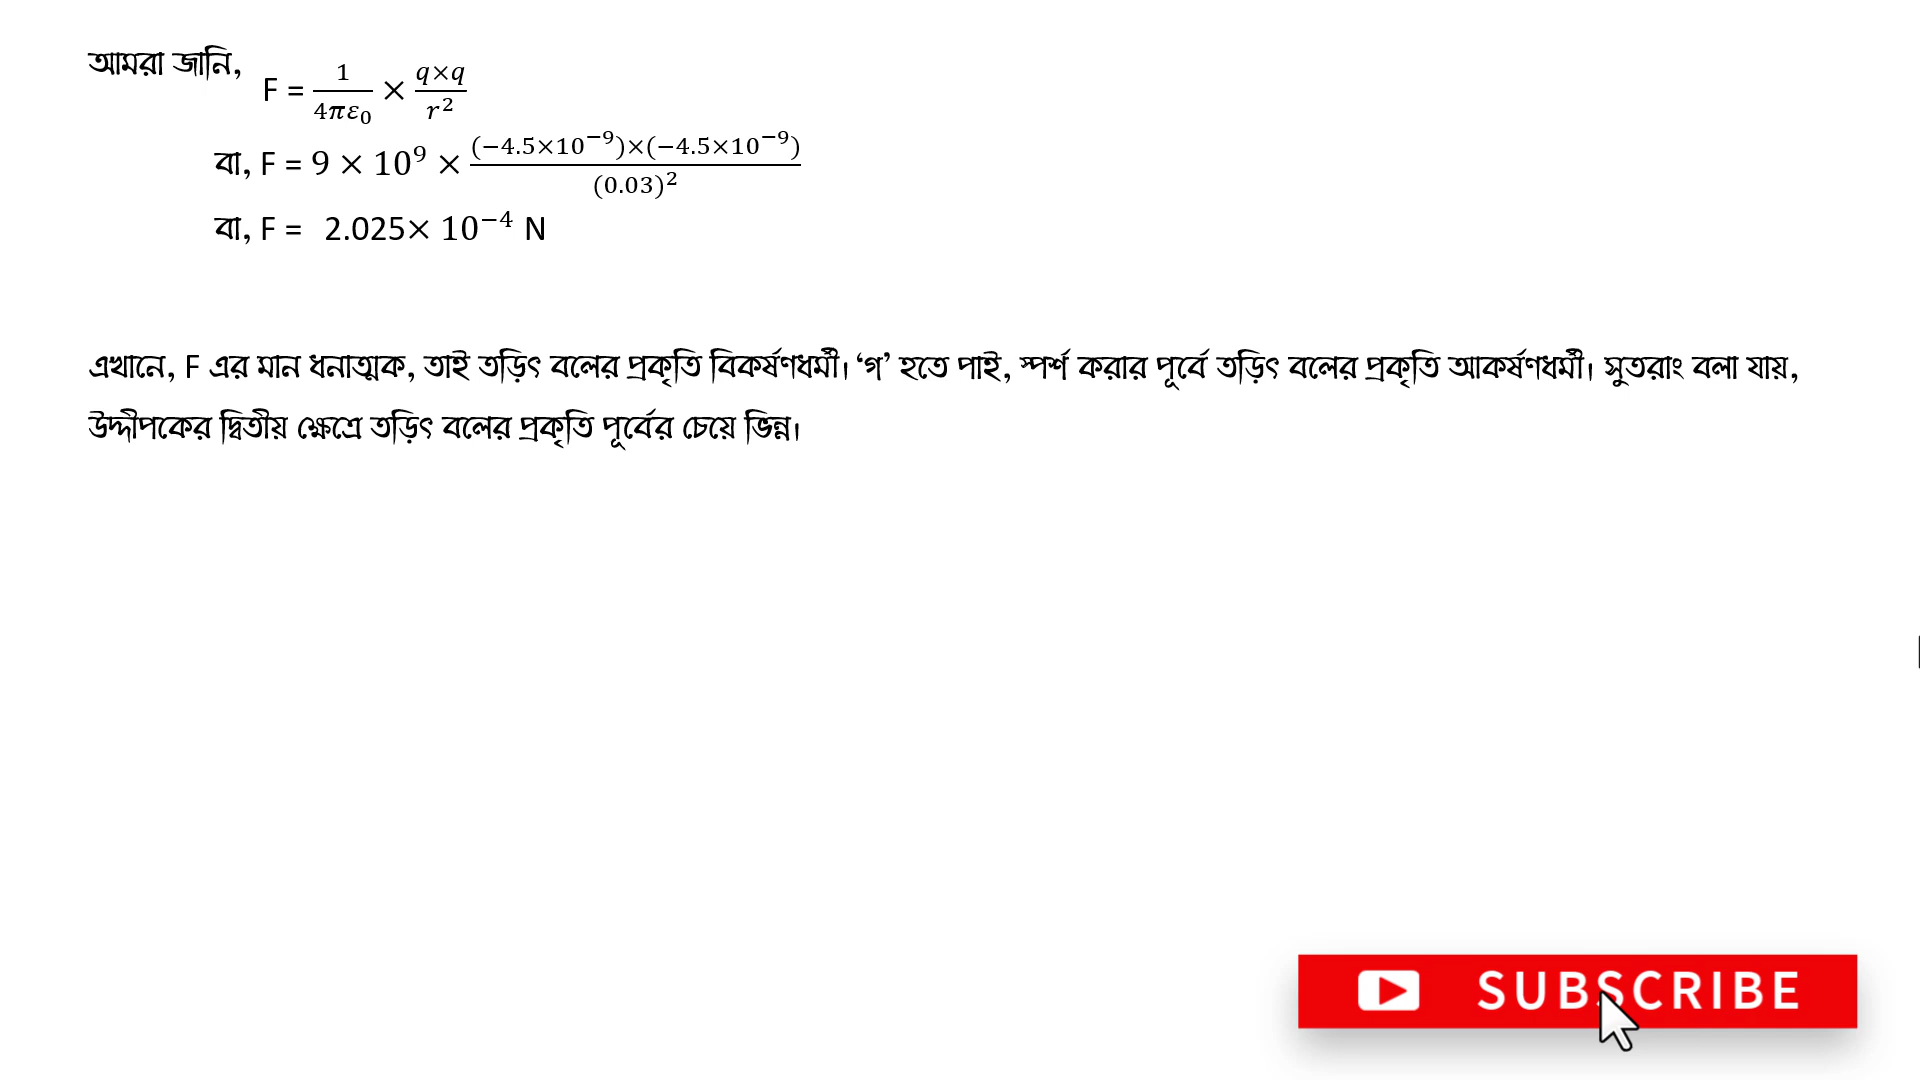 আমরা জানি, F = 1/4πε₀ × q×q/r²
বা, F = 9 × 10⁹ × (−4.5×10⁻⁹)×(−4.5×10⁻⁹)/(0.03)²
বা, F = 2.025× 10⁻⁴ N
এখানে, F এর মান ধনাত্মক, তাই তড়িৎ বলের প্রকৃতি বিকর্ষণধর্মী। ‘গ’ হতে পাই, স্পর্শ করার পূর্বে তড়িৎ বলের প্রকৃতি আকর্ষণধর্মী। সুতরাং বলা যায়,
উদ্দীপকের দ্বিতীয় ক্ষেত্রে তড়িৎ বলের প্রকৃতি পূর্বের চেয়ে ভিন্ন।
SUBSCRIBE